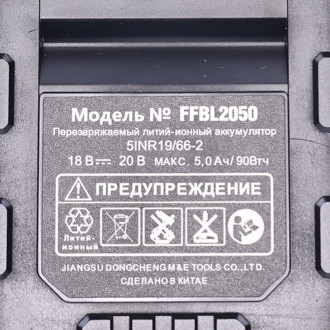 Модель № FFBL2050
Перезаряжаемый литий-ионный аккумулятор
5INR19/66-2
18 В⎓ 20 В МАКС. 5,0 Ач/ 90Втч
ПРЕДУПРЕЖДЕНИЕ
Литий-
ионный
JIANGSU DONGCHENG M&E TOOLS CO., LTD.
СДЕЛАНО В КИТАЕ